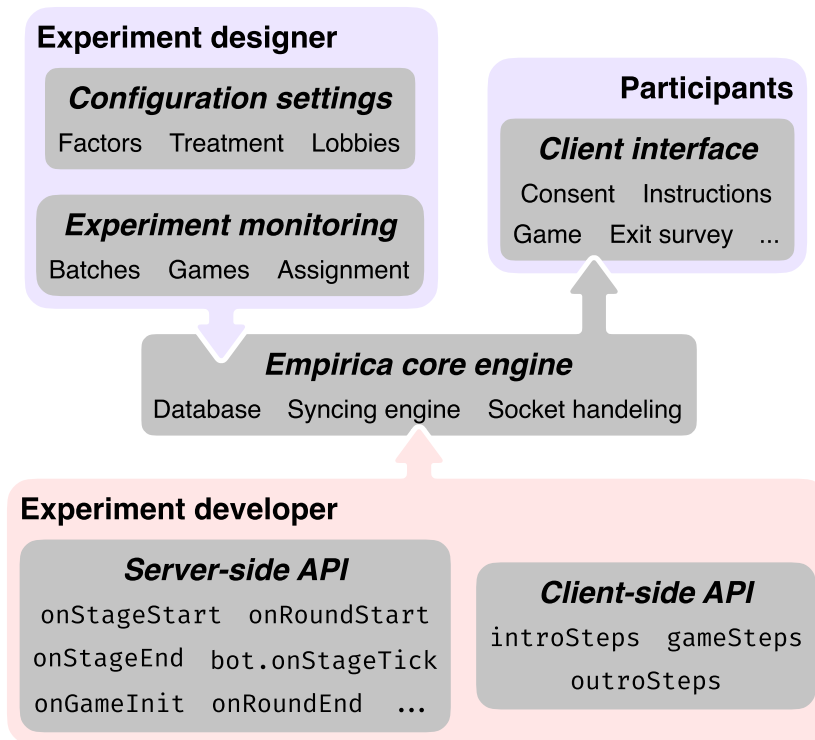 Experiment designer
Configuration settings
Factors Treatment Lobbies
Experiment monitoring
Batches Games Assignment
Participants
Client interface
Consent Instructions
Game Exit survey ...
Empirica core engine
Database Syncing engine Socket handeling
Experiment developer
Server-side API
onStageStart onRoundStart
onStageEnd bot.onStageTick
onGameInit onRoundEnd ...
Client-side API
introSteps gameSteps
outroSteps